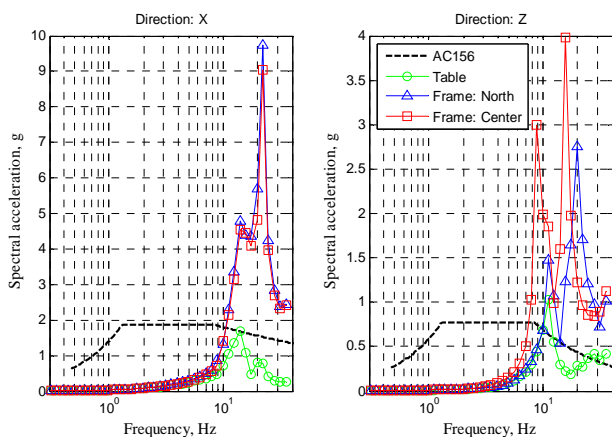 Direction: X
Direction: Z
10
9
8
7
6
5
4
3
2
1
0
Spectral acceleration, g
10^0
10^1
Frequency, Hz
4
3.5
3
2.5
2
1.5
1
0.5
0
Spectral acceleration, g
10^0
10^1
Frequency, Hz
AC156
Table
Frame: North
Frame: Center